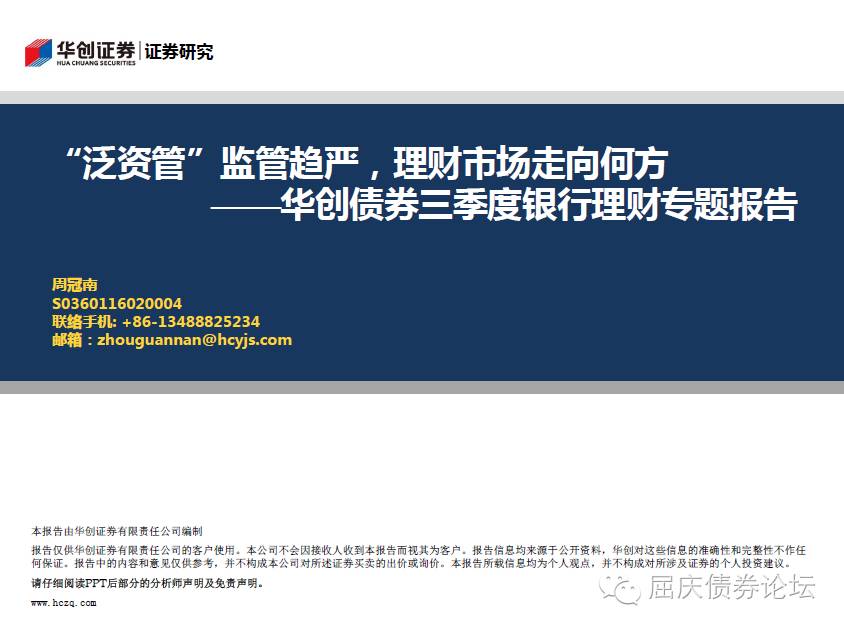 华创证券 证券研究
HUA CHUANG SECURITIES
“泛资管”监管趋严，理财市场走向何方
——华创债券三季度银行理财专题报告
周冠南
S0360116020004
联络手机: +86-13488825234
邮箱：zhouguannan@hcyjs.com
本报告由华创证券有限责任公司编制
报告仅供华创证券有限责任公司的客户使用。本公司不会因接收人收到本报告而视其为客户。报告信息均来源于公开资料，华创对这些信息的准确性和完整性不作任
何保证。报告中的内容和意见仅供参考，并不构成本公司对所述证券买卖的出价或询价。本报告所载信息均为个人观点，并不构成对所涉及证券的个人投资建议。
请仔细阅读PPT后部分的分析师声明及免责声明。
www.hczq.com
屈庆债券论坛